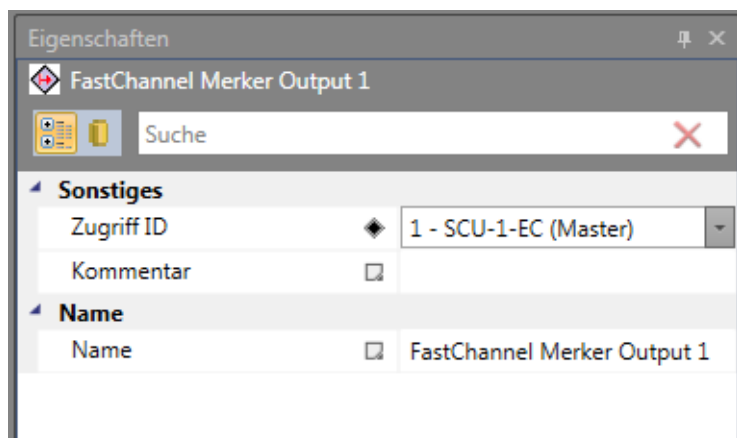 Eigenschaften
FastChannel Merker Output 1
Suche
Sonstiges
Zugriff ID 1 - SCU-1-EC (Master)
Kommentar
Name
Name FastChannel Merker Output 1